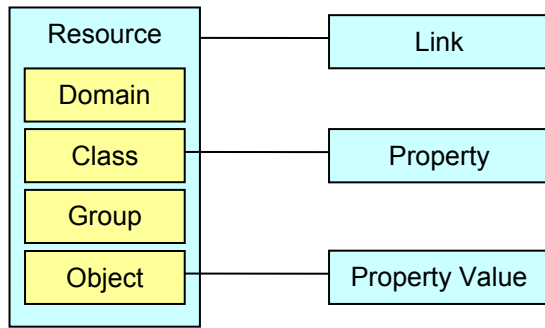 Resource
Link
Domain
Class
Property
Group
Object
Property Value